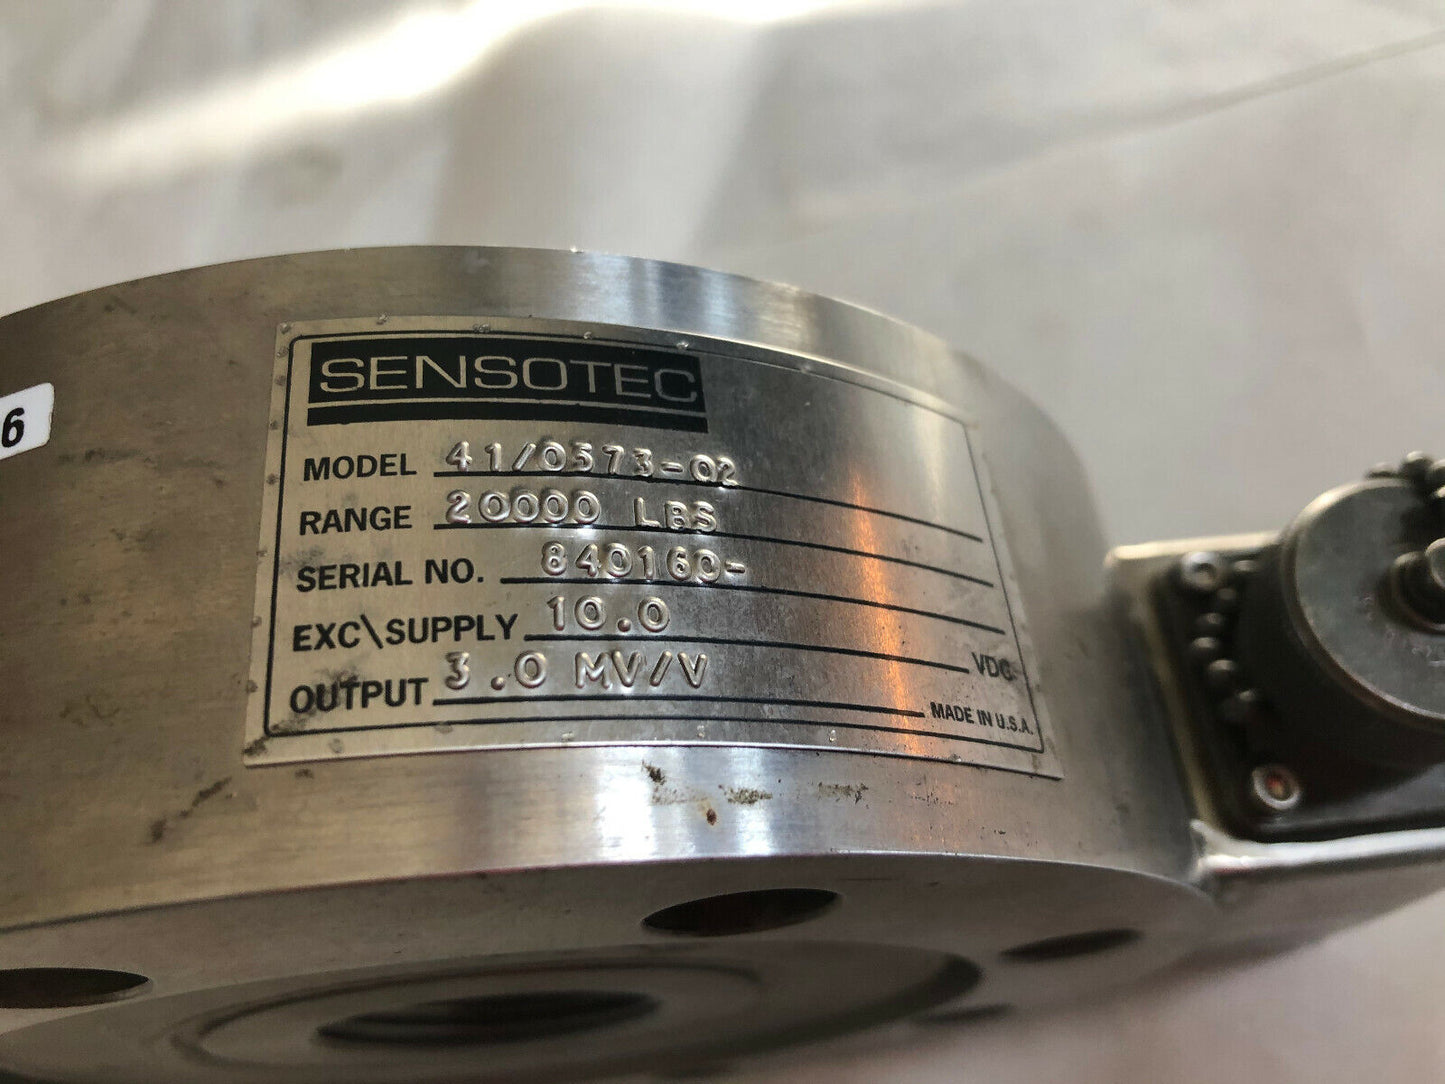 SENSOTEC
MODEL 41/0573-02
RANGE 20000 LBS
SERIAL NO. 840160-
EXC\SUPPLY 10.0 VDC
OUTPUT 3.0 MV/V
MADE IN U.S.A.
6